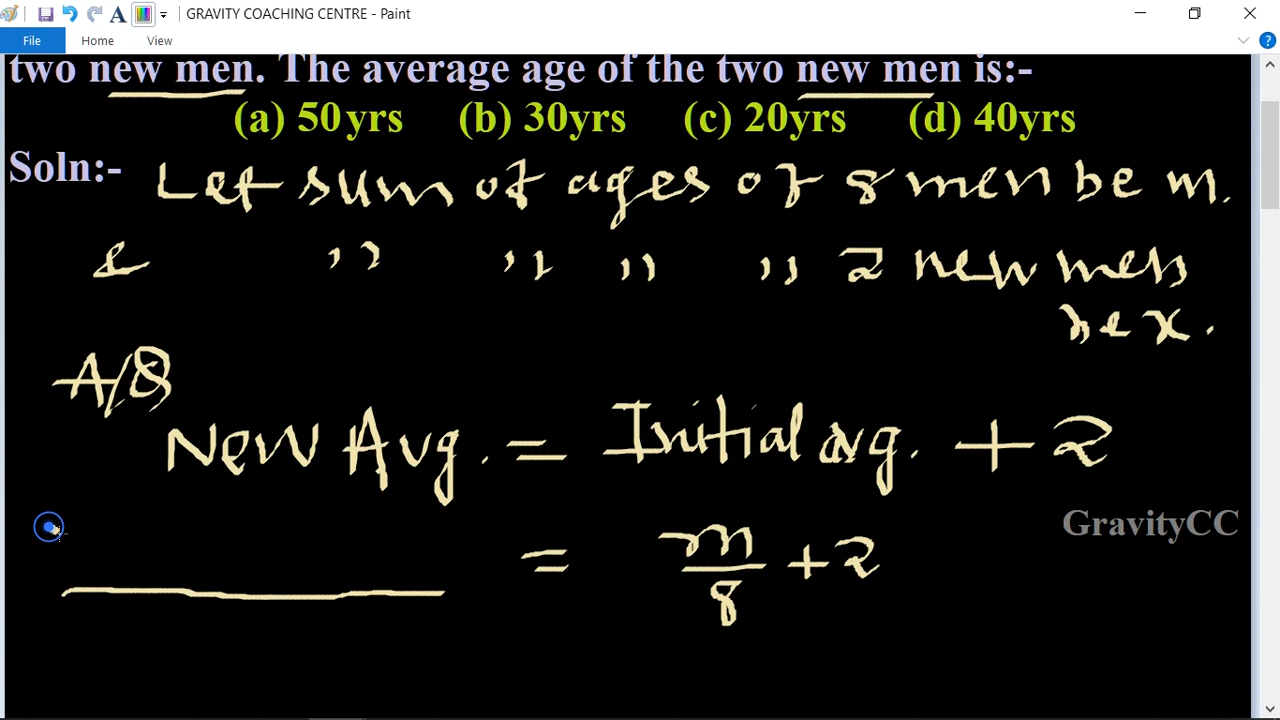 GRAVITY COACHING CENTRE - Paint
File Home View
two new men. The average age of the two new men is:-
(a) 50yrs (b) 30yrs (c) 20yrs (d) 40yrs
Soln:- Let sum of ages of 8 men be m.
& " " " " 2 new men
be x.
A/Q
New Avg. = Initial avg. + 2
= m/8 + 2
GravityCC